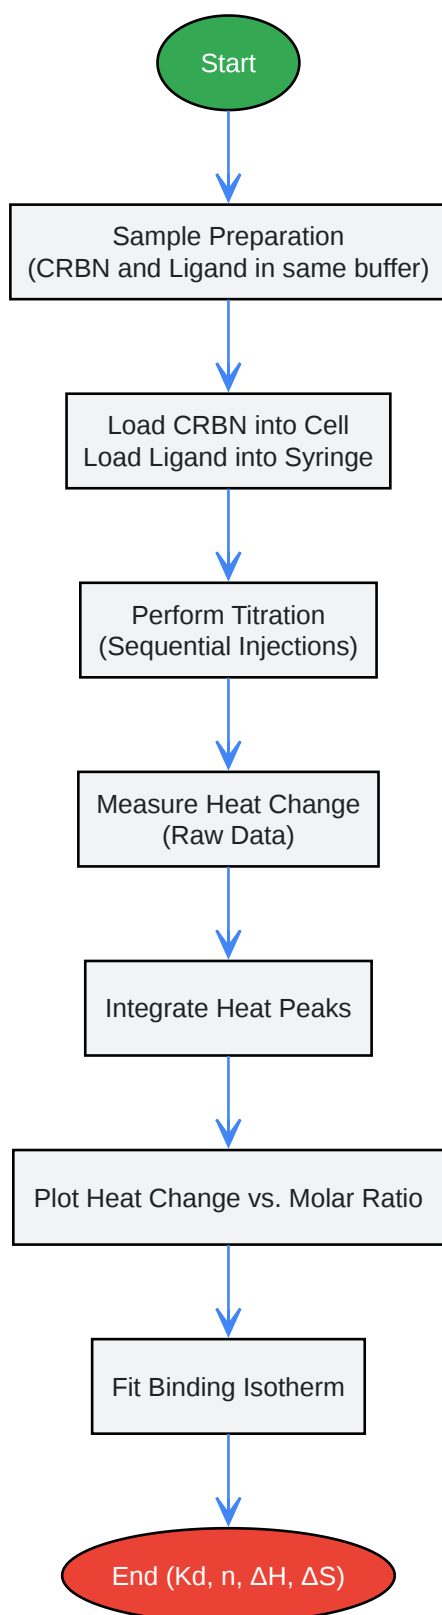 Start
Sample Preparation
(CRBN and Ligand in same buffer)
Load CRBN into Cell
Load Ligand into Syringe
Perform Titration
(Sequential Injections)
Measure Heat Change
(Raw Data)
Integrate Heat Peaks
Plot Heat Change vs. Molar Ratio
Fit Binding Isotherm
End (Kd, n, ΔH, ΔS)